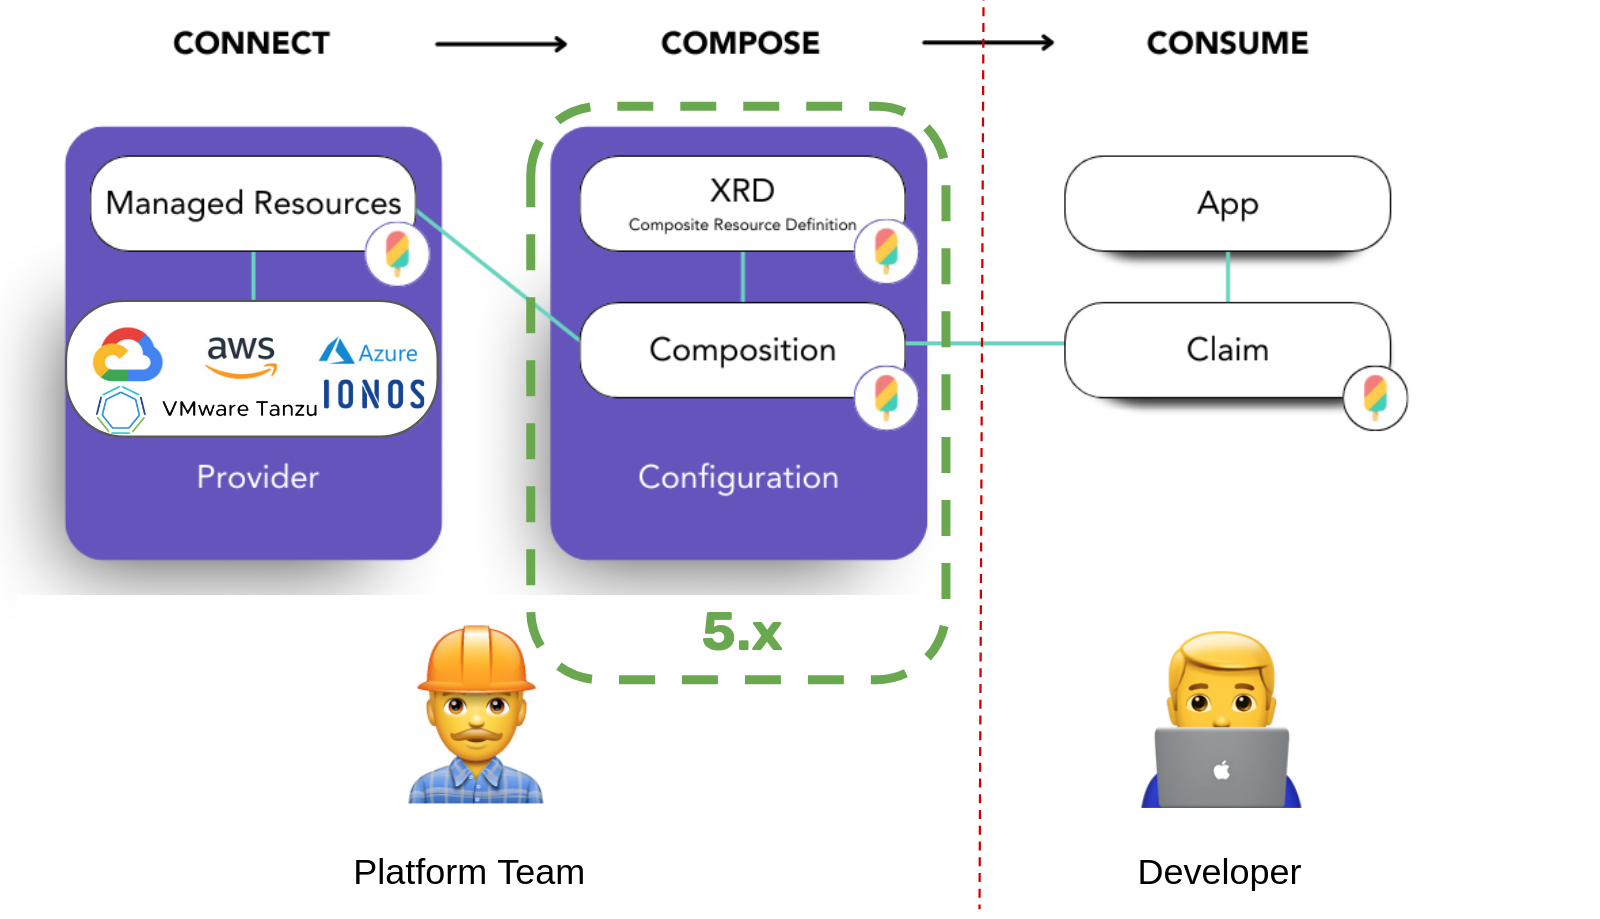 CONNECT
COMPOSE
CONSUME
Managed Resources
aws
Azure
IONOS
VMware Tanzu
Provider
XRD
Composite Resource Definition
Composition
Configuration
5.x
App
Claim
Platform Team
Developer